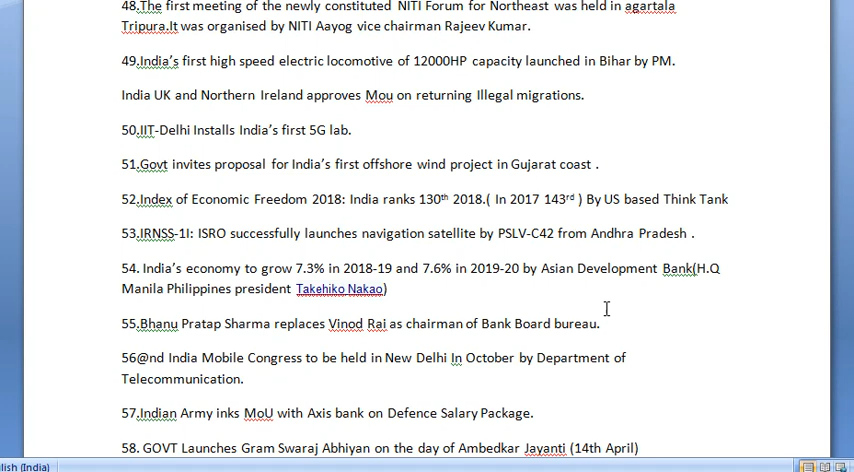 48.The first meeting of the newly constituted NITI Forum for Northeast was held in agartala
Tripura.It was organised by NITI Aayog vice chairman Rajeev Kumar.
49.India's first high speed electric locomotive of 12000HP capacity launched in Bihar by PM.
India UK and Northern Ireland approves Mou on returning Illegal migrations.
50.IIT-Delhi Installs India's first 5G lab.
51.Govt invites proposal for India's first offshore wind project in Gujarat coast .
52.Index of Economic Freedom 2018: India ranks 130th 2018.( In 2017 143rd ) By US based Think Tank
53.IRNSS-1I: ISRO successfully launches navigation satellite by PSLV-C42 from Andhra Pradesh .
54. India's economy to grow 7.3% in 2018-19 and 7.6% in 2019-20 by Asian Development Bank(H.Q
Manila Philippines president Takehiko Nakao)
55.Bhanu Pratap Sharma replaces Vinod Rai as chairman of Bank Board bureau.
56@nd India Mobile Congress to be held in New Delhi In October by Department of
Telecommunication.
57.Indian Army inks MoU with Axis bank on Defence Salary Package.
58. GOVT Launches Gram Swaraj Abhiyan on the day of Ambedkar Jayanti (14th April)
lish (India)